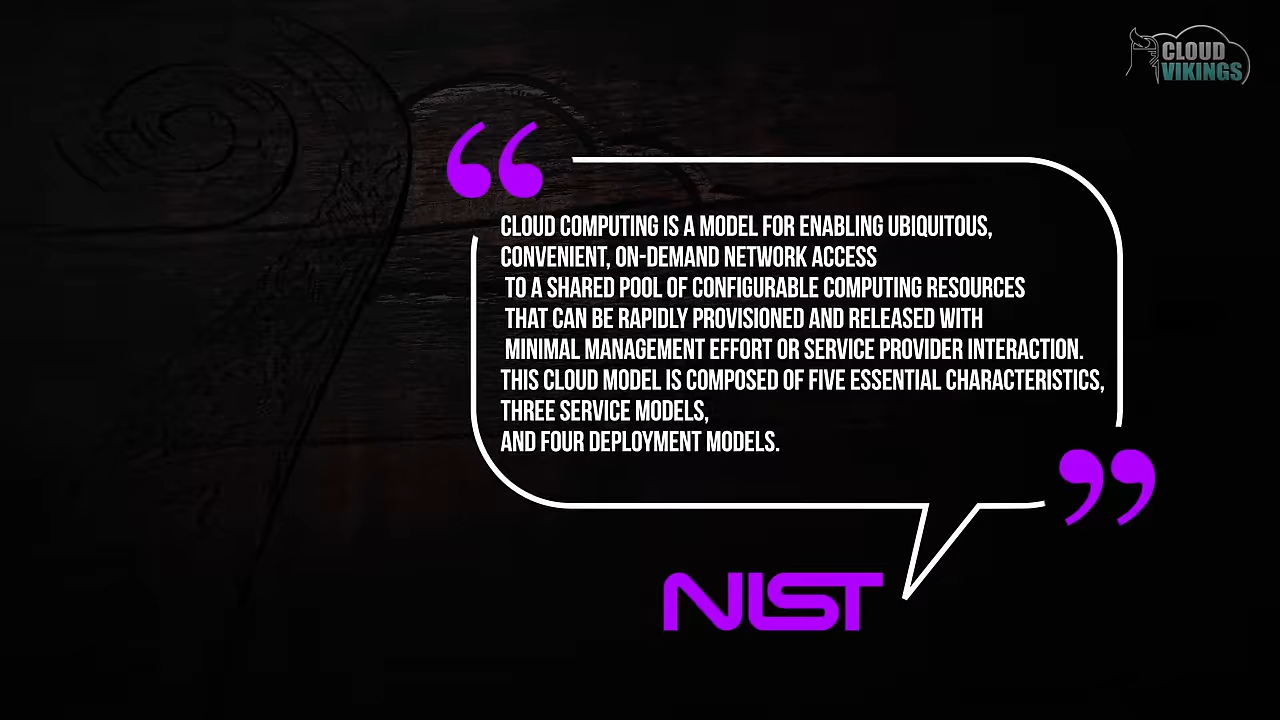 CLOUD
VIKINGS
CLOUD COMPUTING IS A MODEL FOR ENABLING UBIQUITOUS,
CONVENIENT, ON-DEMAND NETWORK ACCESS
TO A SHARED POOL OF CONFIGURABLE COMPUTING RESOURCES
THAT CAN BE RAPIDLY PROVISIONED AND RELEASED WITH
MINIMAL MANAGEMENT EFFORT OR SERVICE PROVIDER INTERACTION.
THIS CLOUD MODEL IS COMPOSED OF FIVE ESSENTIAL CHARACTERISTICS,
THREE SERVICE MODELS,
AND FOUR DEPLOYMENT MODELS.
NIST